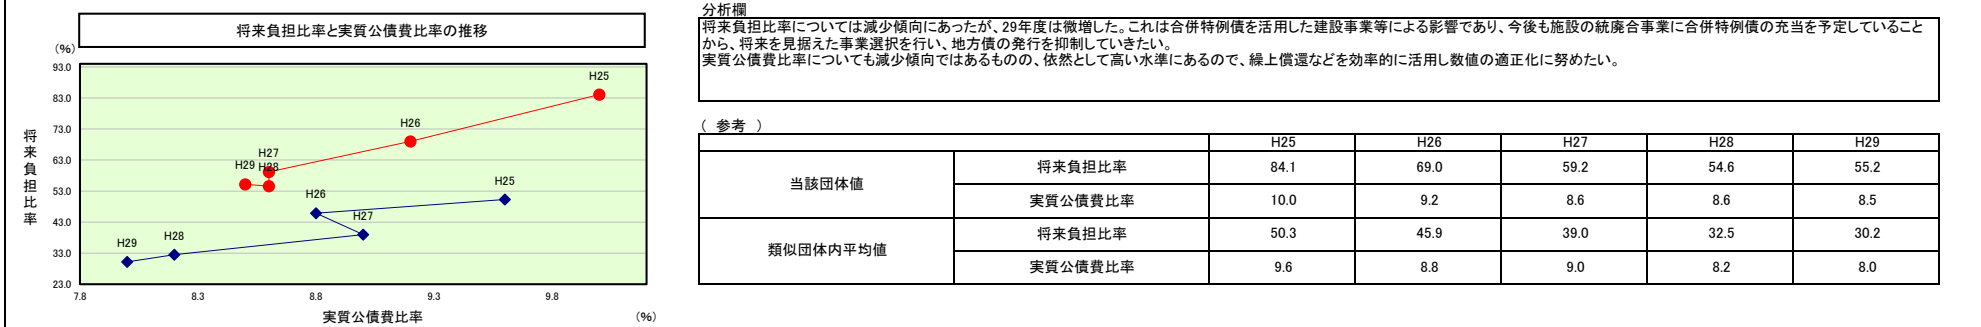 将来負担比率と実質公債費比率の推移
(%)
93.0
83.0
73.0
63.0
53.0
43.0
33.0
23.0
将来負担比率
H25
H26
H27
H29 H28
H25
H26
H27
H28
H29
7.8 8.3 8.8 9.3 9.8
実質公債費比率 (%)
分析欄
将来負担比率については減少傾向にあったが、29年度は微増した。これは合併特例債を活用した建設事業等による影響であり、今後も施設の統廃合事業に合併特例債の充当を予定していること
から、将来を見据えた事業選択を行い、地方債の発行を抑制していきたい。
実質公債費比率についても減少傾向ではあるものの、依然として高い水準にあるので、繰上償還などを効率的に活用し数値の適正化に努めたい。
( 参考 )
H25 H26 H27 H28 H29
当該団体値 将来負担比率 84.1 69.0 59.2 54.6 55.2
実質公債費比率 10.0 9.2 8.6 8.6 8.5
類似団体内平均値 将来負担比率 50.3 45.9 39.0 32.5 30.2
実質公債費比率 9.6 8.8 9.0 8.2 8.0